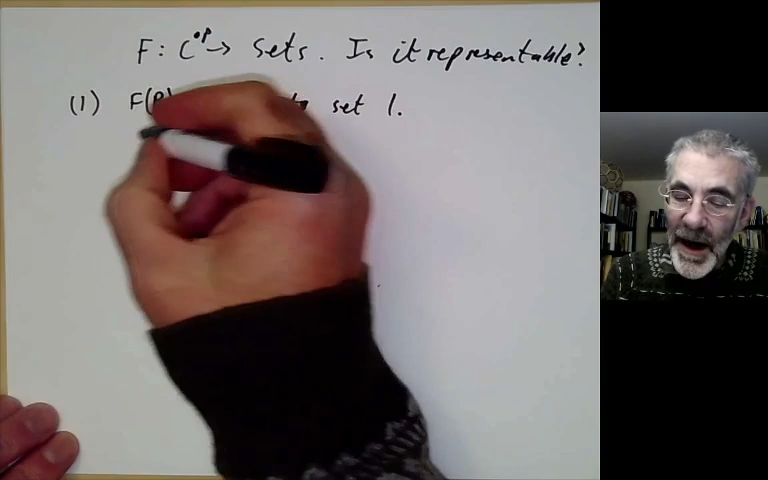 F: C^op → Sets. Is it representable?
(1) F(P) set 1.